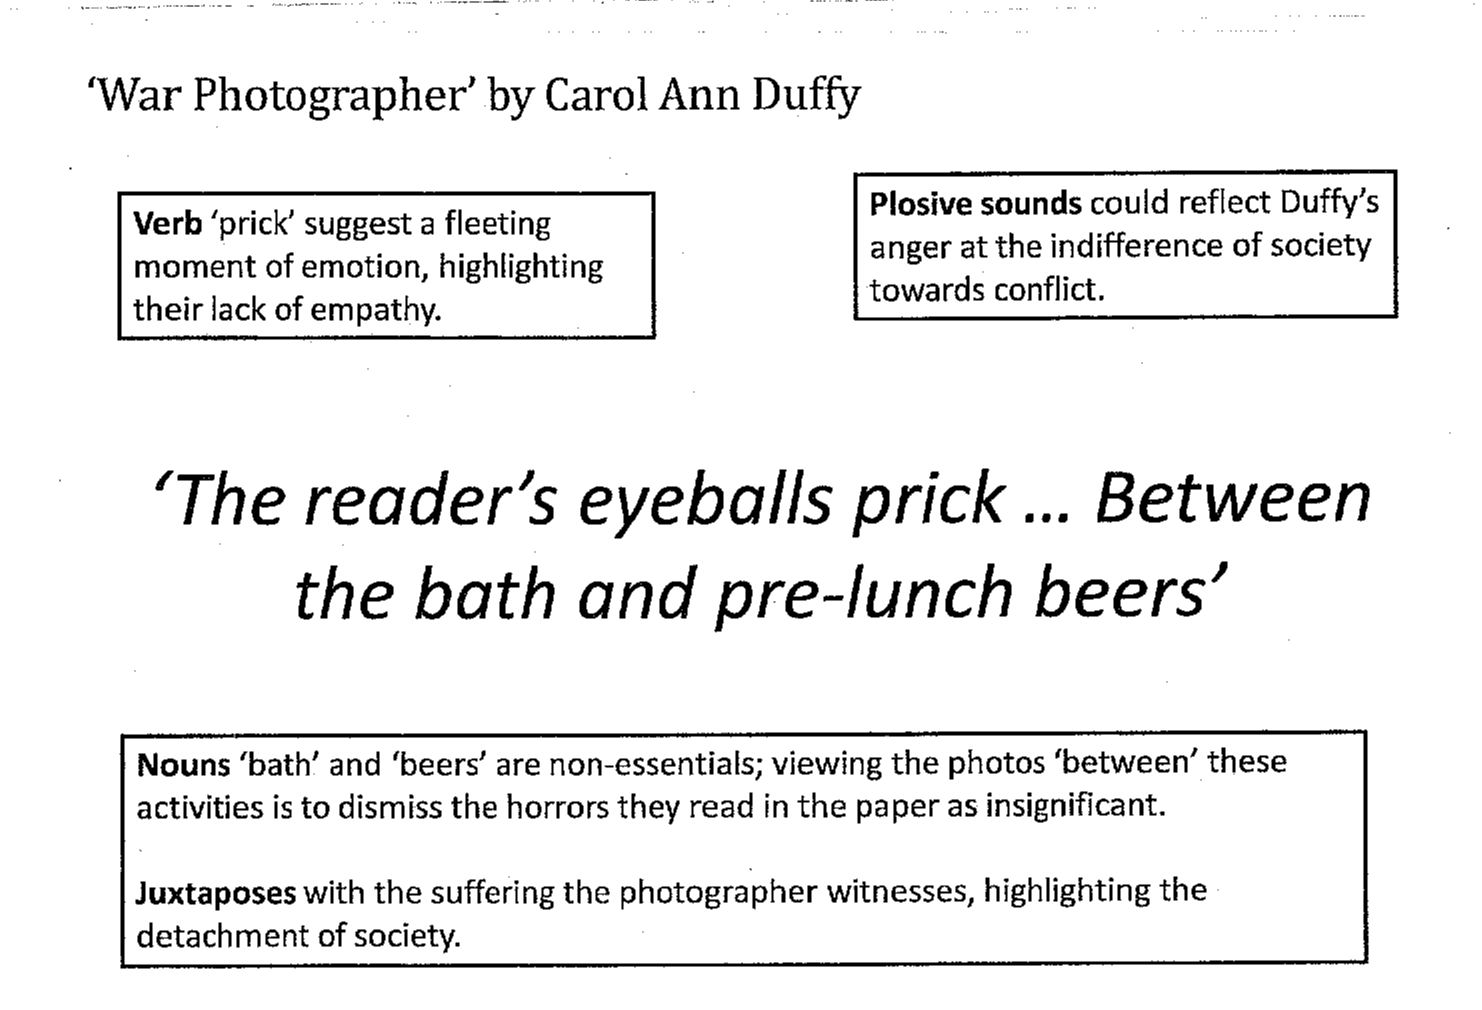 ‘War Photographer’ by Carol Ann Duffy
Verb ‘prick’ suggest a fleeting
moment of emotion, highlighting
their lack of empathy.
Plosive sounds could reflect Duffy’s
anger at the indifference of society
towards conflict.
‘The reader’s eyeballs prick ... Between
the bath and pre-lunch beers’
Nouns ‘bath’ and ‘beers’ are non-essentials; viewing the photos ‘between’ these
activities is to dismiss the horrors they read in the paper as insignificant.
Juxtaposes with the suffering the photographer witnesses, highlighting the
detachment of society.